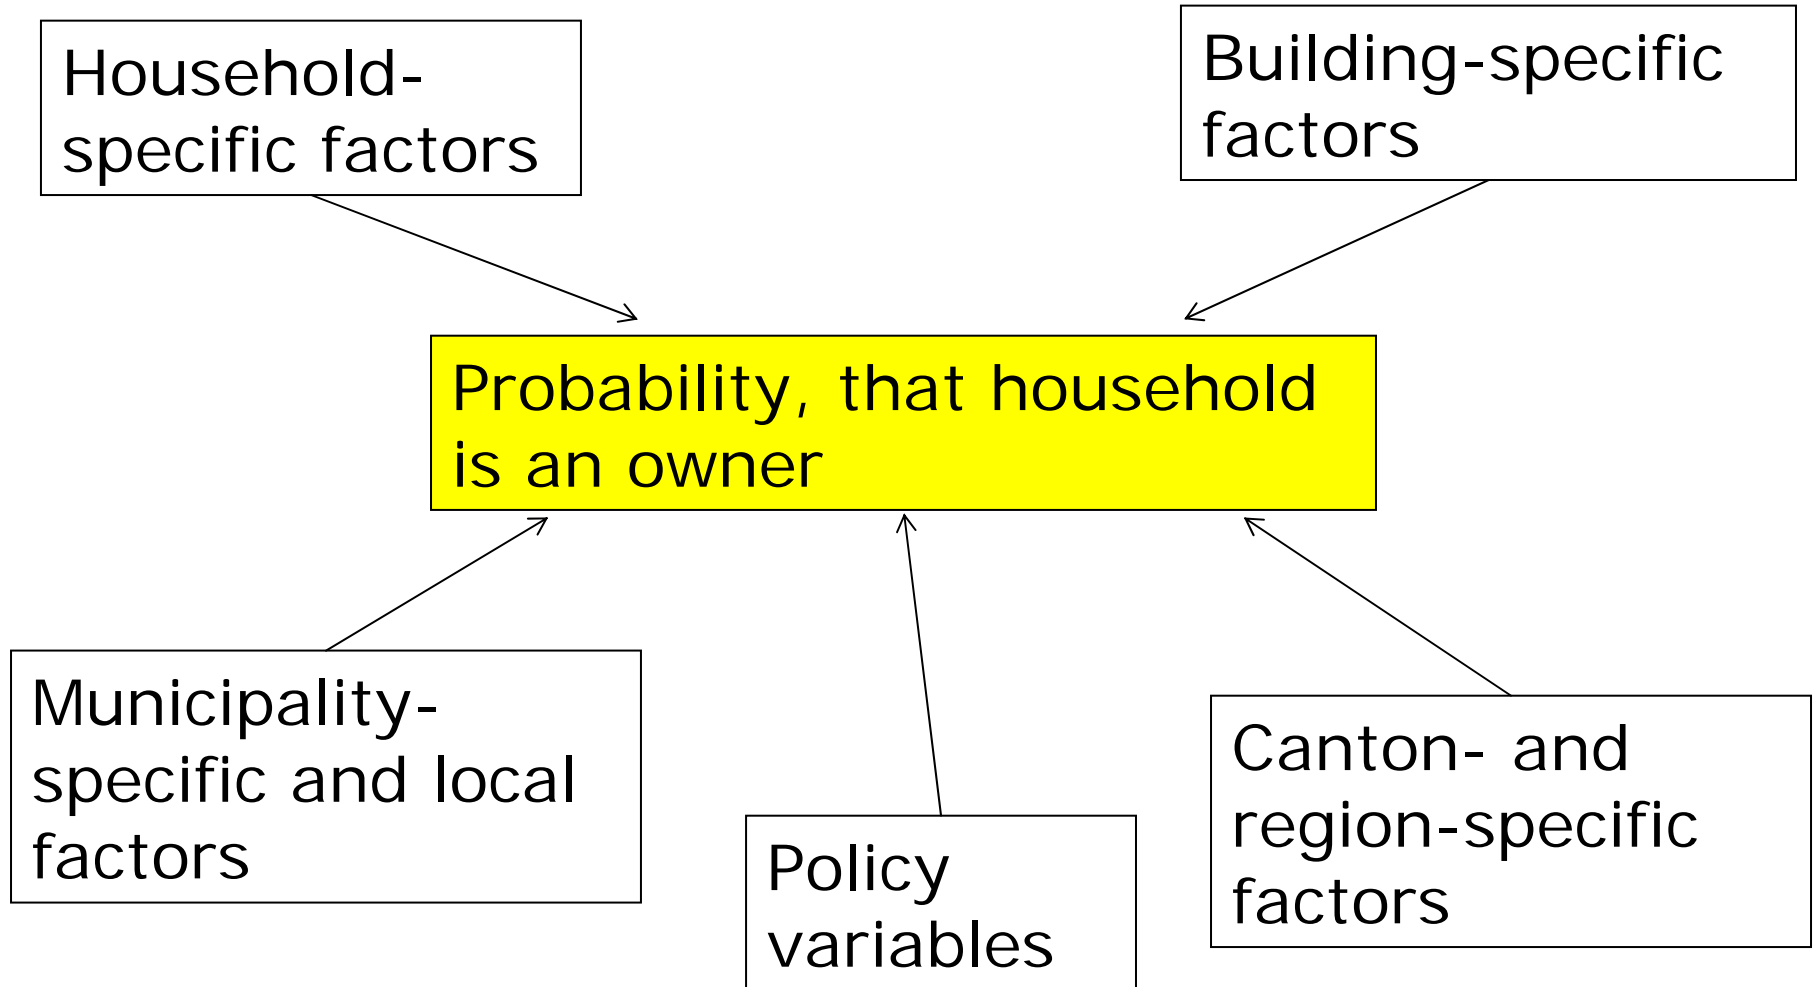 Household-
specific factors
Building-specific
factors
Probability, that household
is an owner
Municipality-
specific and local
factors
Policy
variables
Canton- and
region-specific
factors